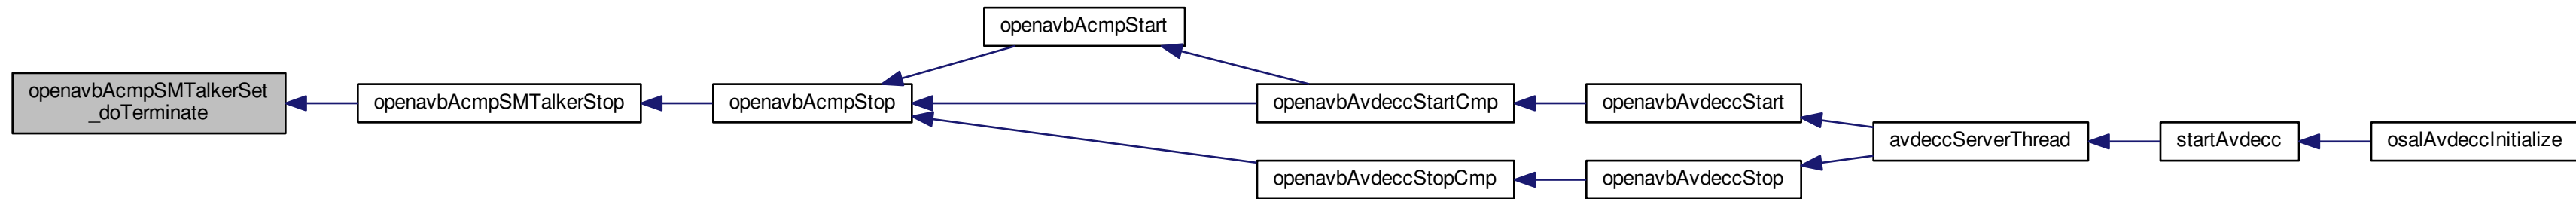 openavbAcmpSMTalkerSet
_doTerminate
openavbAcmpSMTalkerStop
openavbAcmpStop
openavbAcmpStart
openavbAvdeccStartCmp
openavbAvdeccStopCmp
openavbAvdeccStart
openavbAvdeccStop
avdeccServerThread
startAvdecc
osalAvdeccInitialize